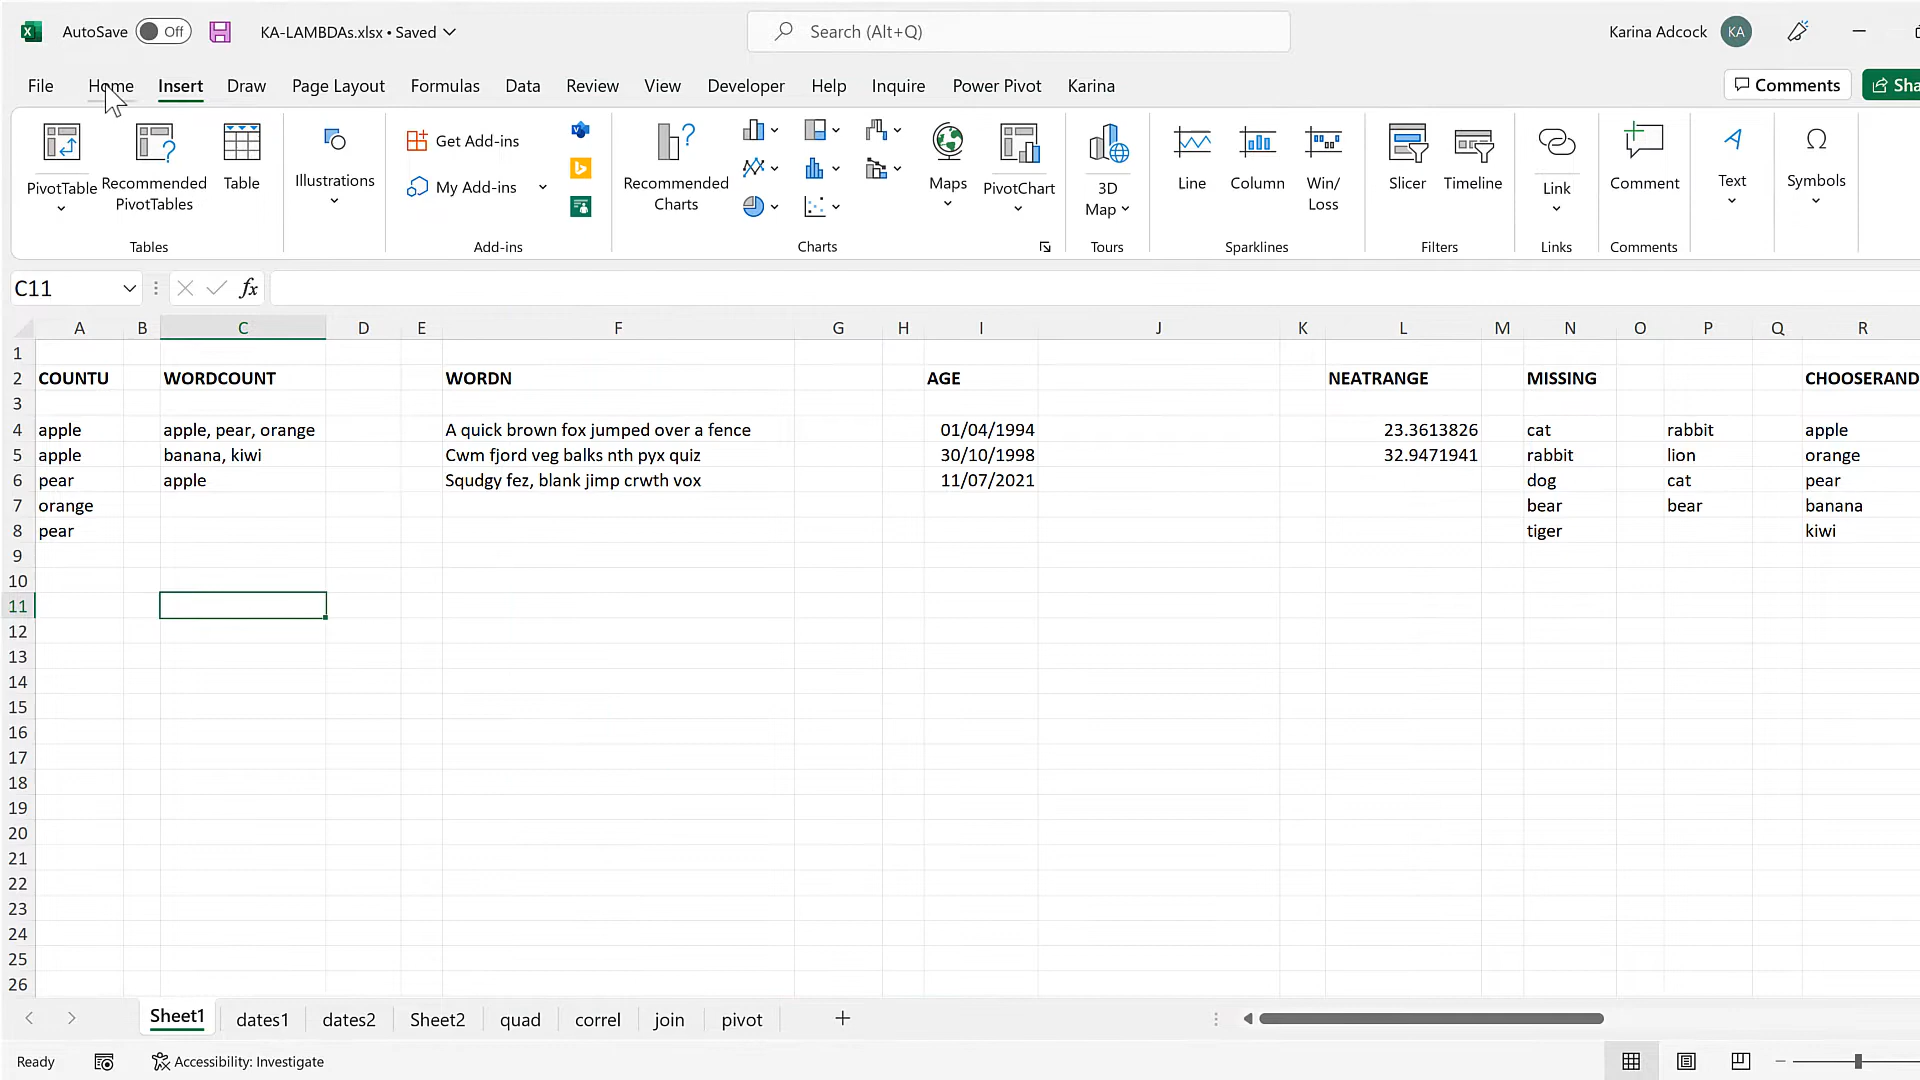 AutoSave Off KA-LAMBDAs.xlsx • Saved Search (Alt+Q) Karina Adcock KA
File Home Insert Draw Page Layout Formulas Data Review View Developer Help Inquire Power Pivot Karina Comments Sha
PivotTable Recommended PivotTables Table
Tables
Illustrations
Get Add-ins
My Add-ins
Add-ins
Recommended Charts
Maps PivotChart
Charts
3D Map
Tours
Line Column Win/ Loss
Sparklines
Slicer Timeline
Filters
Link
Links
Comment
Comments
Text
Symbols
C11 fx
A B C D E F G H I J K L M N O P Q R
1
2 COUNTU WORDCOUNT WORDN AGE NEATRANGE MISSING CHOOSERAND
3
4 apple apple, pear, orange A quick brown fox jumped over a fence 01/04/1994 23.3613826 cat rabbit apple
5 apple banana, kiwi Cwm fjord veg balks nth pyx quiz 30/10/1998 32.9471941 rabbit lion orange
6 pear apple Squdgy fez, blank jimp crwth vox 11/07/2021 dog cat pear
7 orange bear bear banana
8 pear tiger kiwi
9
10
11
12
13
14
15
16
17
18
19
20
21
22
23
24
25
26
Sheet1 dates1 dates2 Sheet2 quad correl join pivot
Ready Accessibility: Investigate